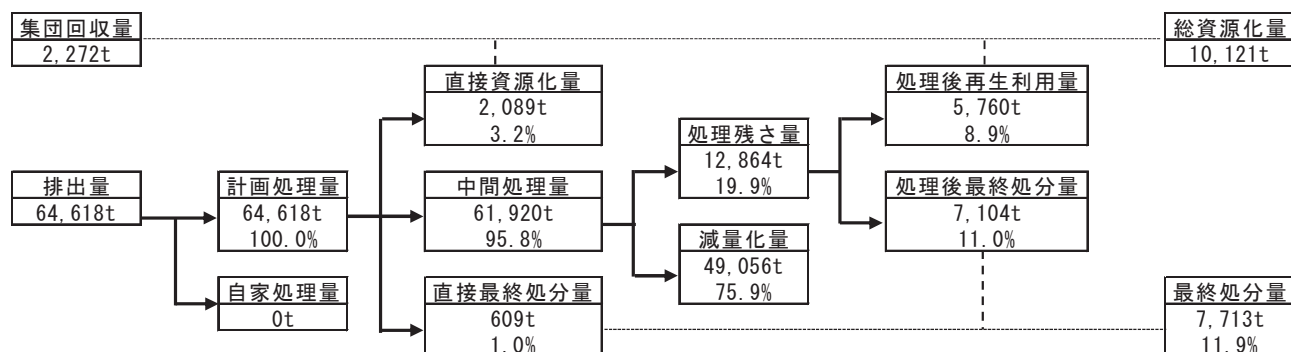 集団回収量
2,272t
総資源化量
10,121t
直接資源化量
2,089t
3.2%
処理後再生利用量
5,760t
8.9%
処理残さ量
12,864t
19.9%
排出量
64,618t
計画処理量
64,618t
100.0%
中間処理量
61,920t
95.8%
処理後最終処分量
7,104t
11.0%
減量化量
49,056t
75.9%
自家処理量
0t
直接最終処分量
609t
1.0%
最終処分量
7,713t
11.9%